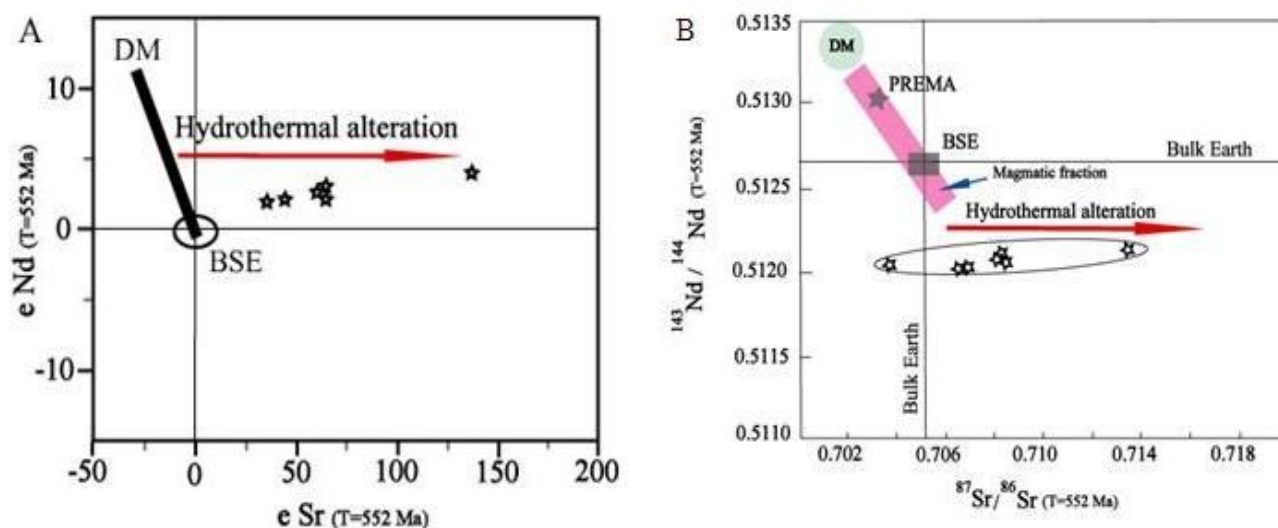 A
DM
Hydrothermal alteration
BSE
10
0
-10
e Nd (T=552 Ma)
-50 0 50 100 150 200
e Sr (T=552 Ma)
B
DM
PREMA
BSE
Bulk Earth
Magmatic fraction
Hydrothermal alteration
Bulk Earth
0.5135
0.5130
0.5125
0.5120
0.5115
0.5110
143Nd / 144Nd (T=552 Ma)
0.702 0.706 0.710 0.714 0.718
87Sr/86Sr (T=552 Ma)